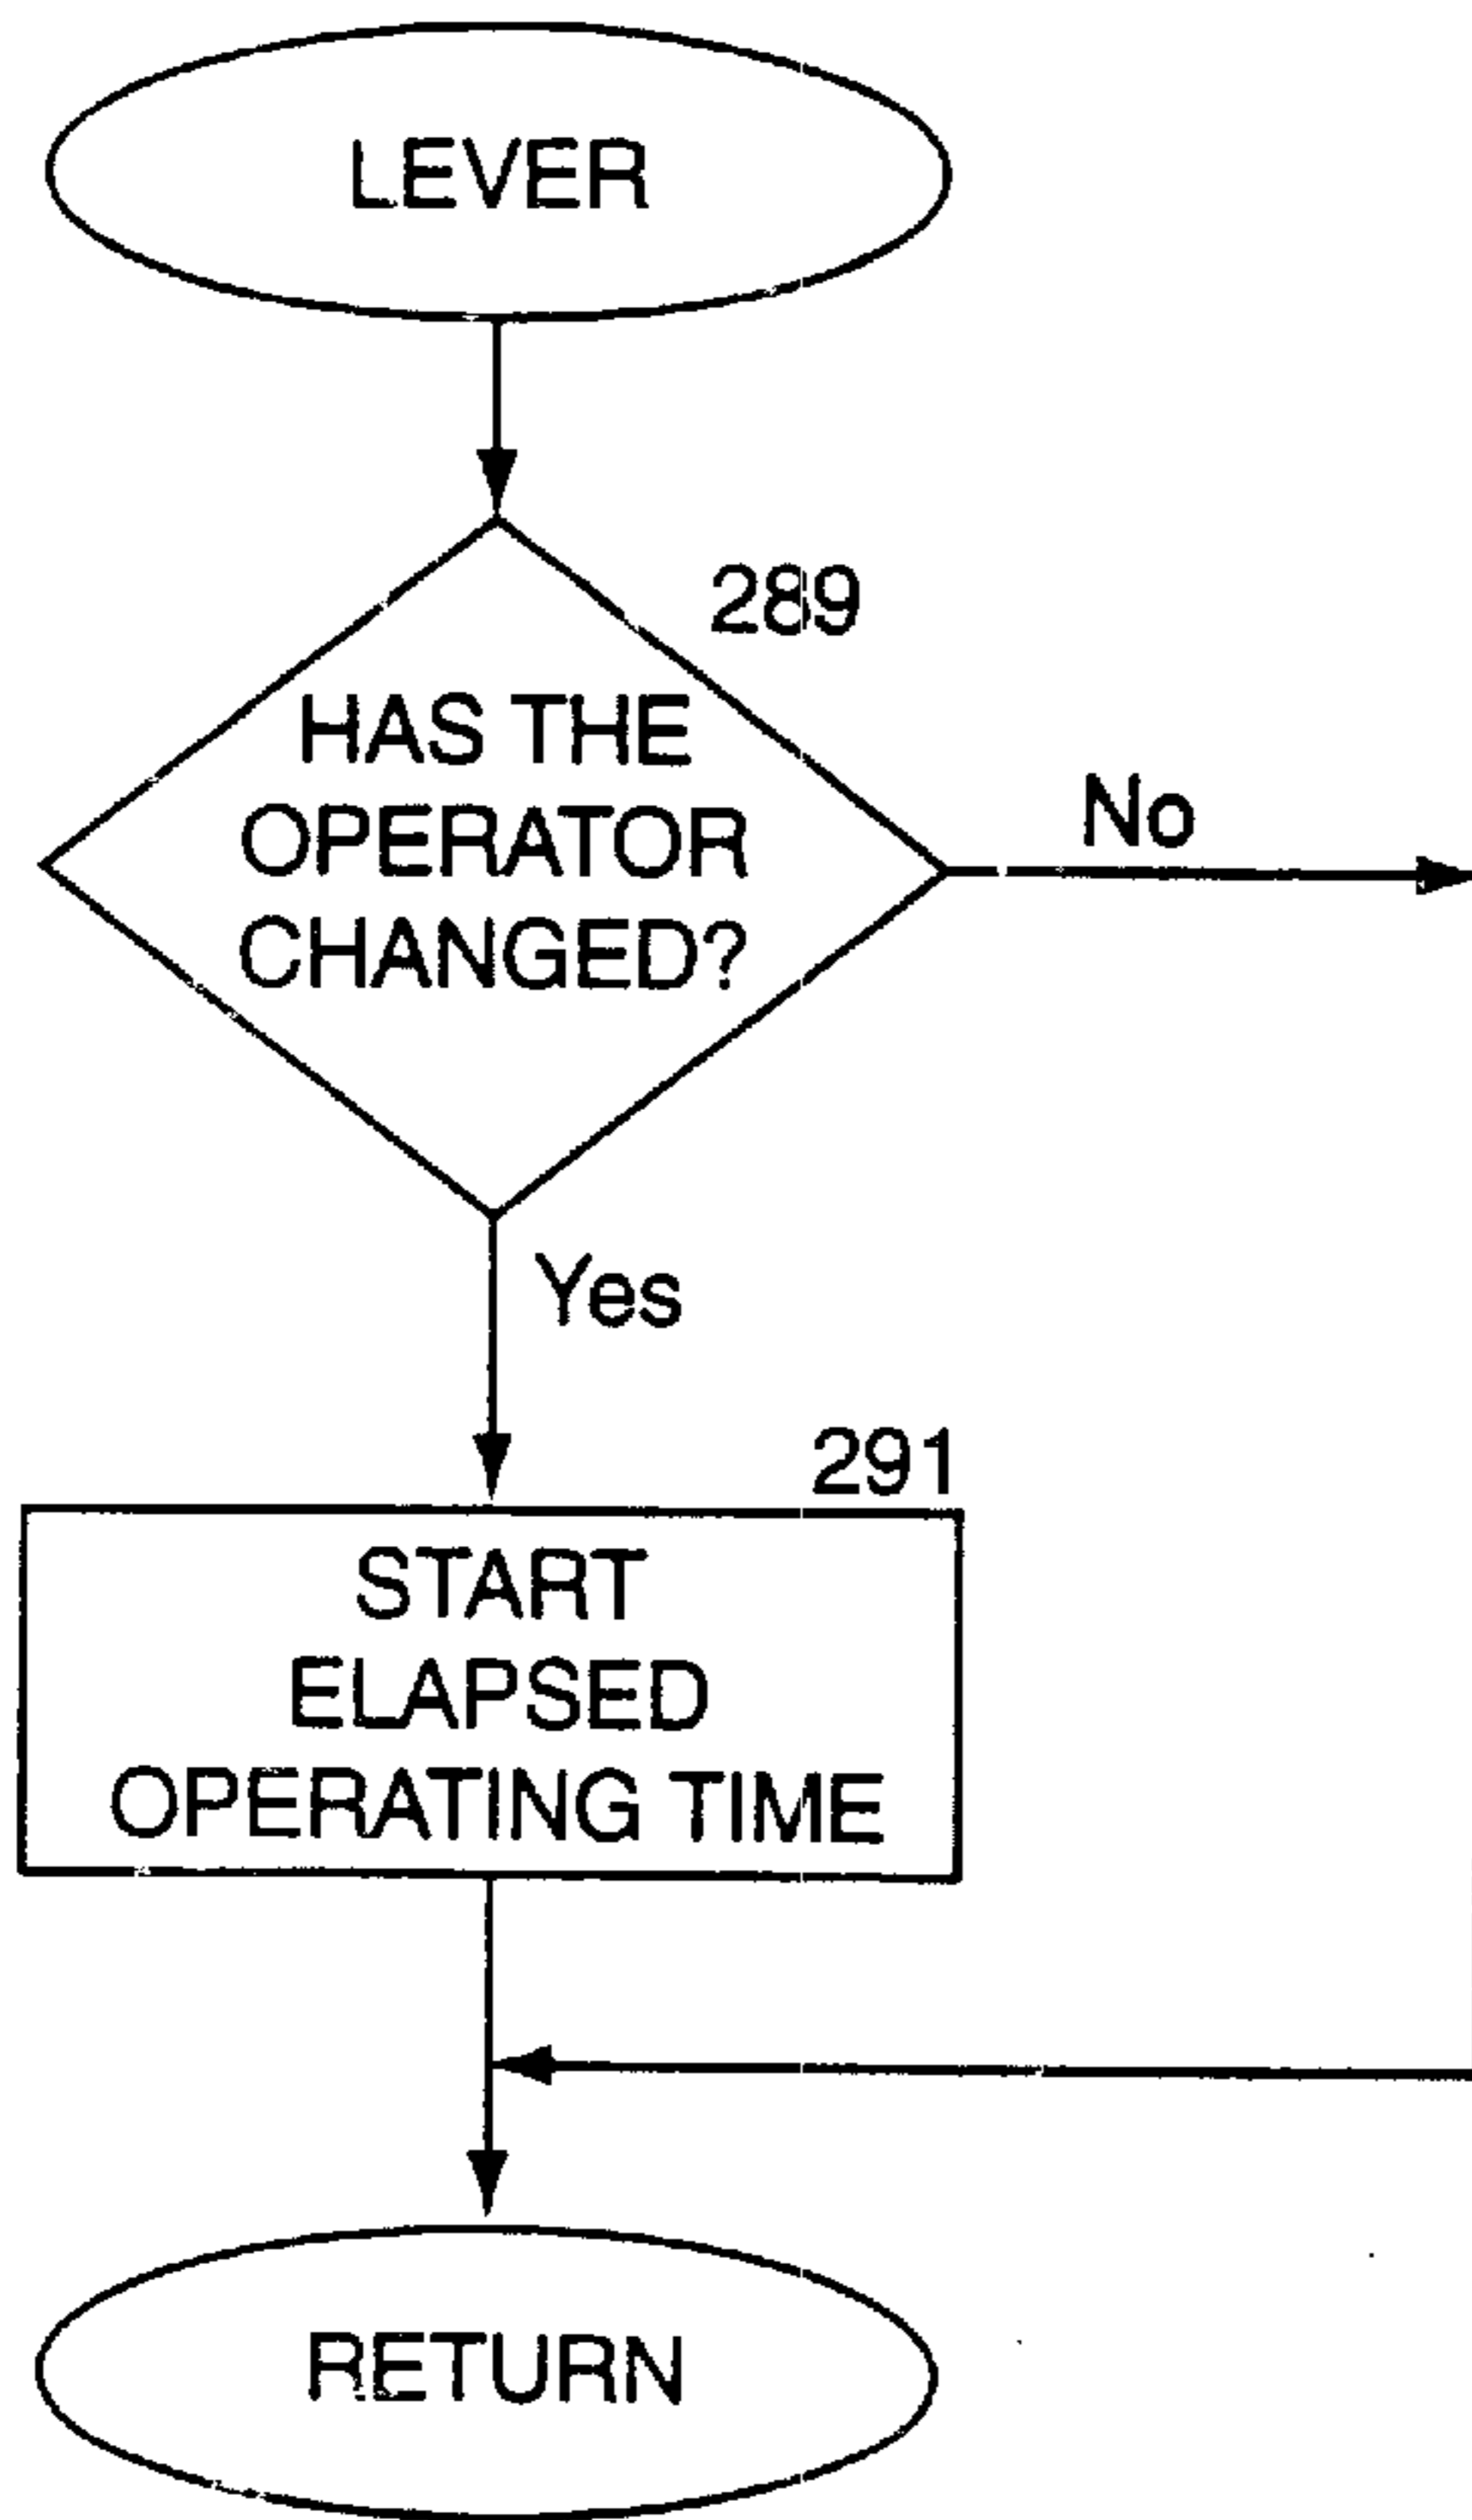 LEVER
289
HAS THE
OPERATOR
CHANGED?
No
Yes
291
START
ELAPSED
OPERATING TIME
RETURN